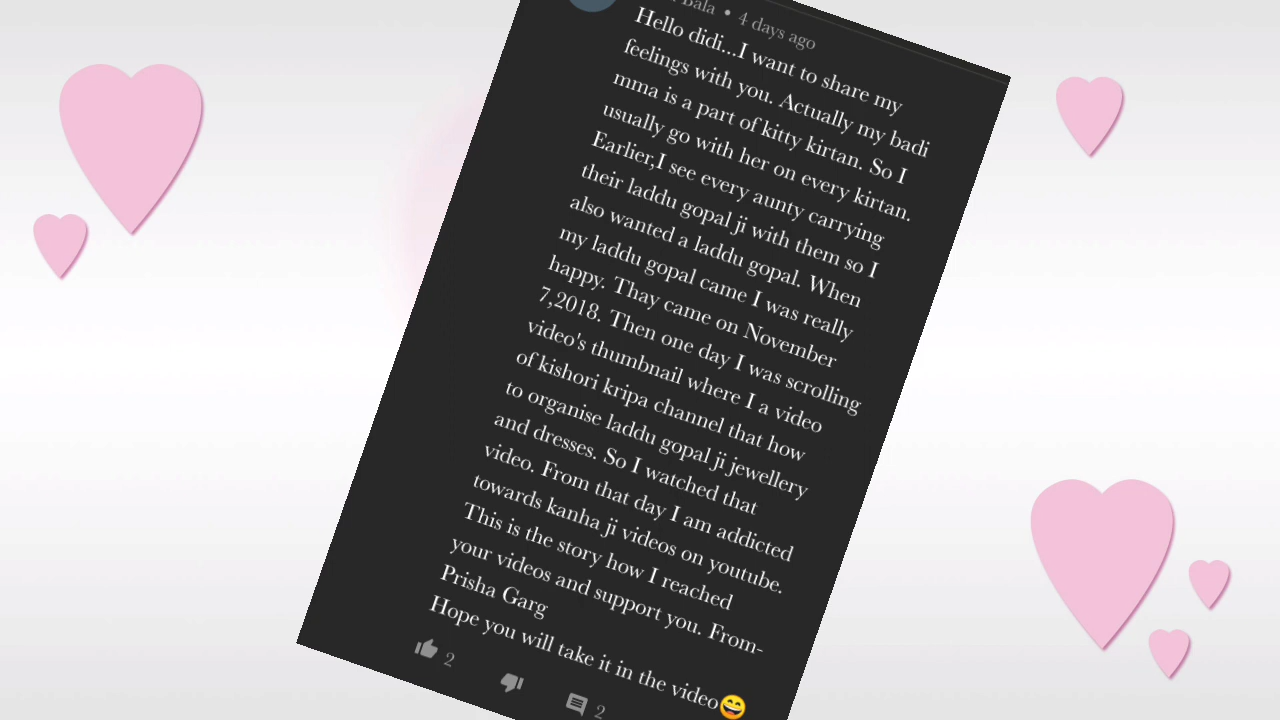 Bala • 4 days ago
Hello didi...I want to share my
feelings with you. Actually my badi
mma is a part of kitty kirtan. So I
usually go with her on every kirtan.
Earlier,I see every aunty carrying
their laddu gopal ji with them so I
also wanted a laddu gopal. When
my laddu gopal came I was really
happy. Thay came on November
7,2018. Then one day I was scrolling
video's thumbnail where I a video
of kishori kripa channel that how
to organise laddu gopal ji jewellery
and dresses. So I watched that
video. From that day I am addicted
towards kanha ji videos on youtube.
This is the story how I reached
your videos and support you. From-
Prisha Garg
Hope you will take it in the video😄
2
2